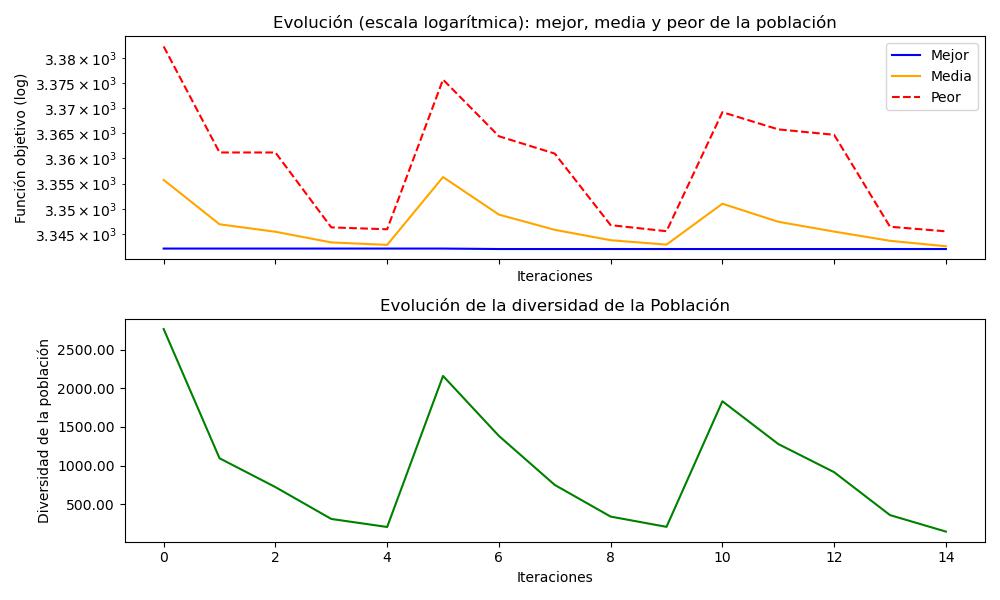 Evolución (escala logarítmica): mejor, media y peor de la población
Función objetivo (log)
3.38 × 10³
3.375 × 10³
3.37 × 10³
3.365 × 10³
3.36 × 10³
3.355 × 10³
3.35 × 10³
3.345 × 10³
Mejor
Media
Peor
Iteraciones
Evolución de la diversidad de la Población
Diversidad de la población
2500.00
2000.00
1500.00
1000.00
500.00
0 2 4 6 8 10 12 14
Iteraciones